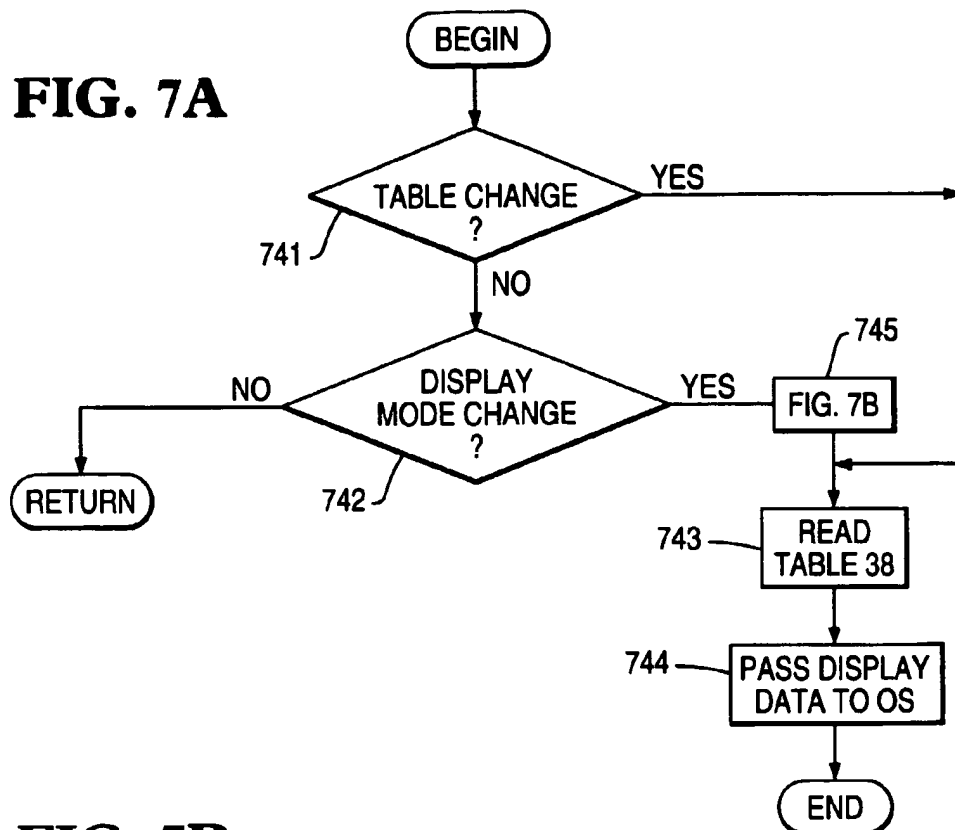 BEGIN
FIG. 7A
TABLE CHANGE
?
YES
741
NO
745
DISPLAY
MODE CHANGE
?
NO
YES
FIG. 7B
742
RETURN
743
READ
TABLE 38
744
PASS DISPLAY
DATA TO OS
END